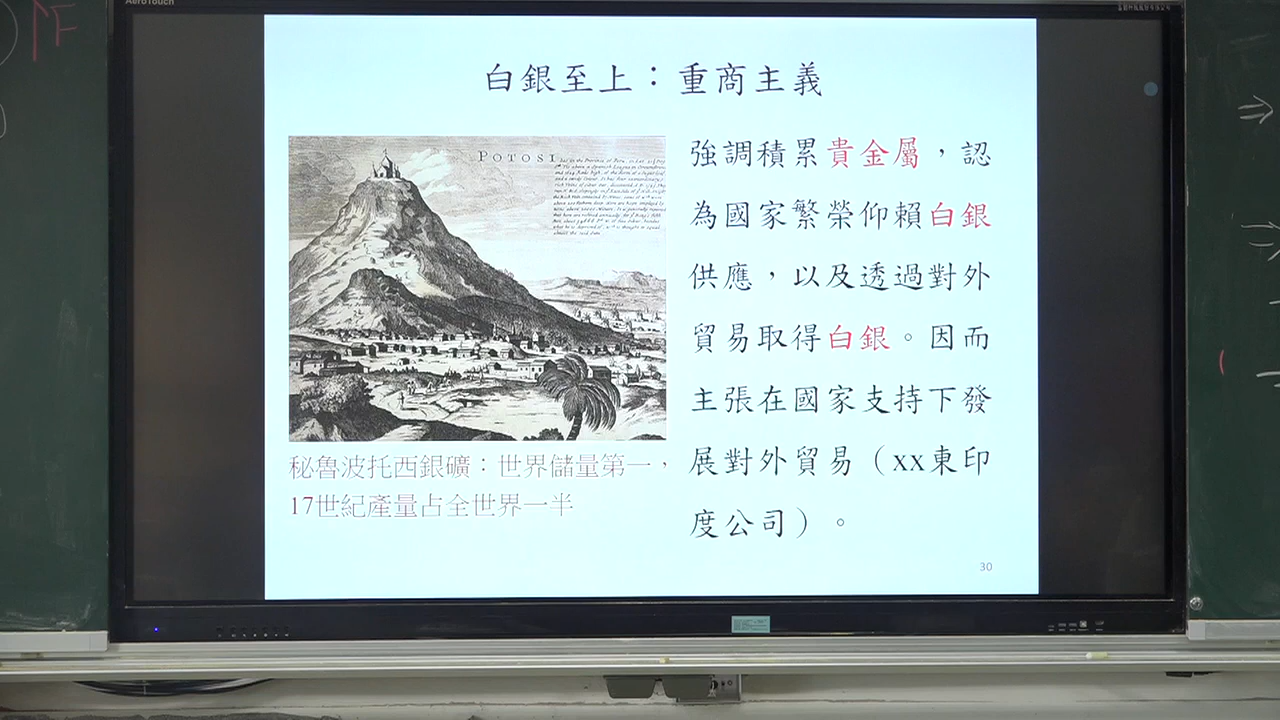 AeroTouch
白銀至上：重商主義
POTOSI
強調積累貴金屬，認
為國家繁榮仰賴白銀
供應，以及透過對外
貿易取得白銀。因而
主張在國家支持下發
展對外貿易（xx東印
度公司）。
秘魯波托西銀礦：世界儲量第一，
17世紀產量占全世界一半
30